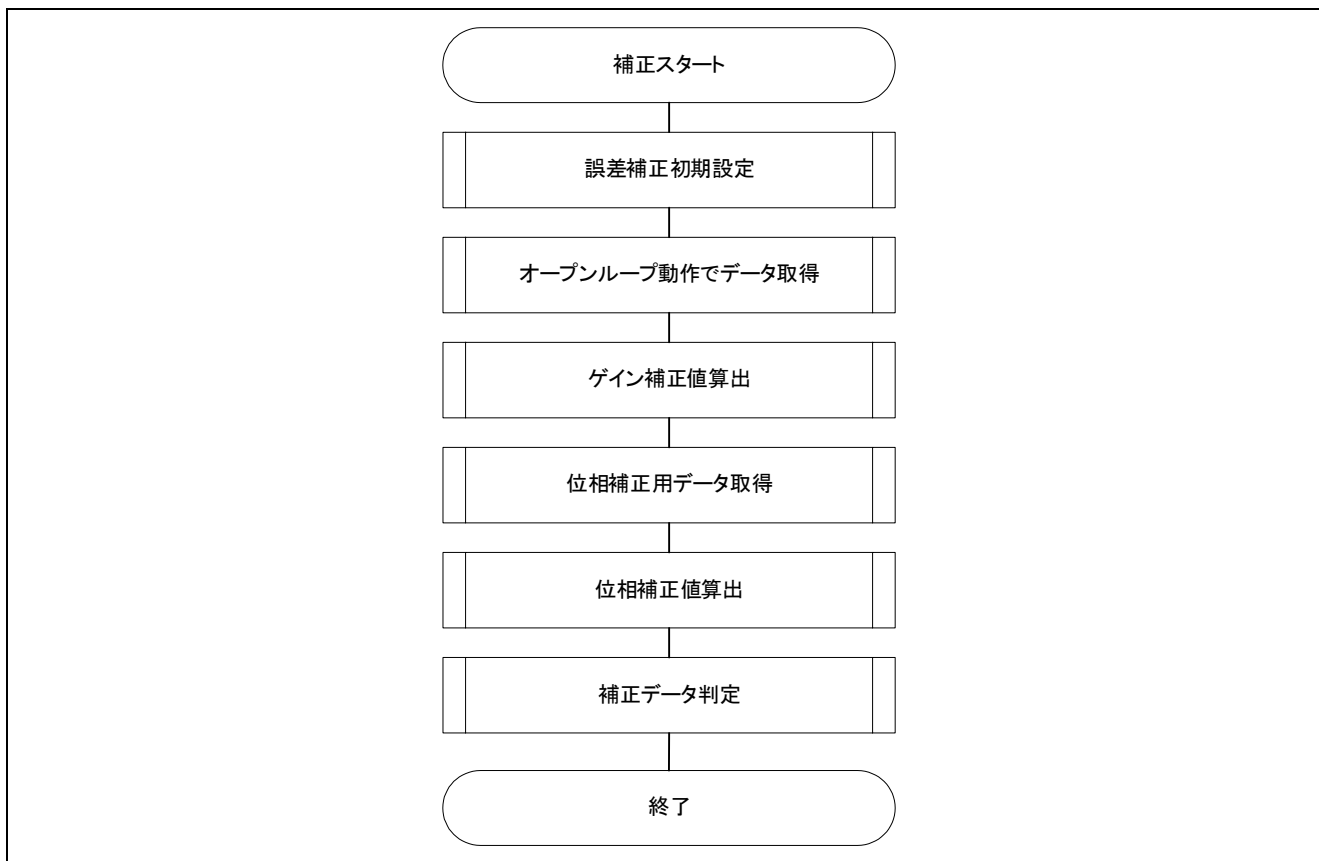 補正スタート
誤差補正初期設定
オープンループ動作でデータ取得
ゲイン補正値算出
位相補正用データ取得
位相補正値算出
補正データ判定
終了